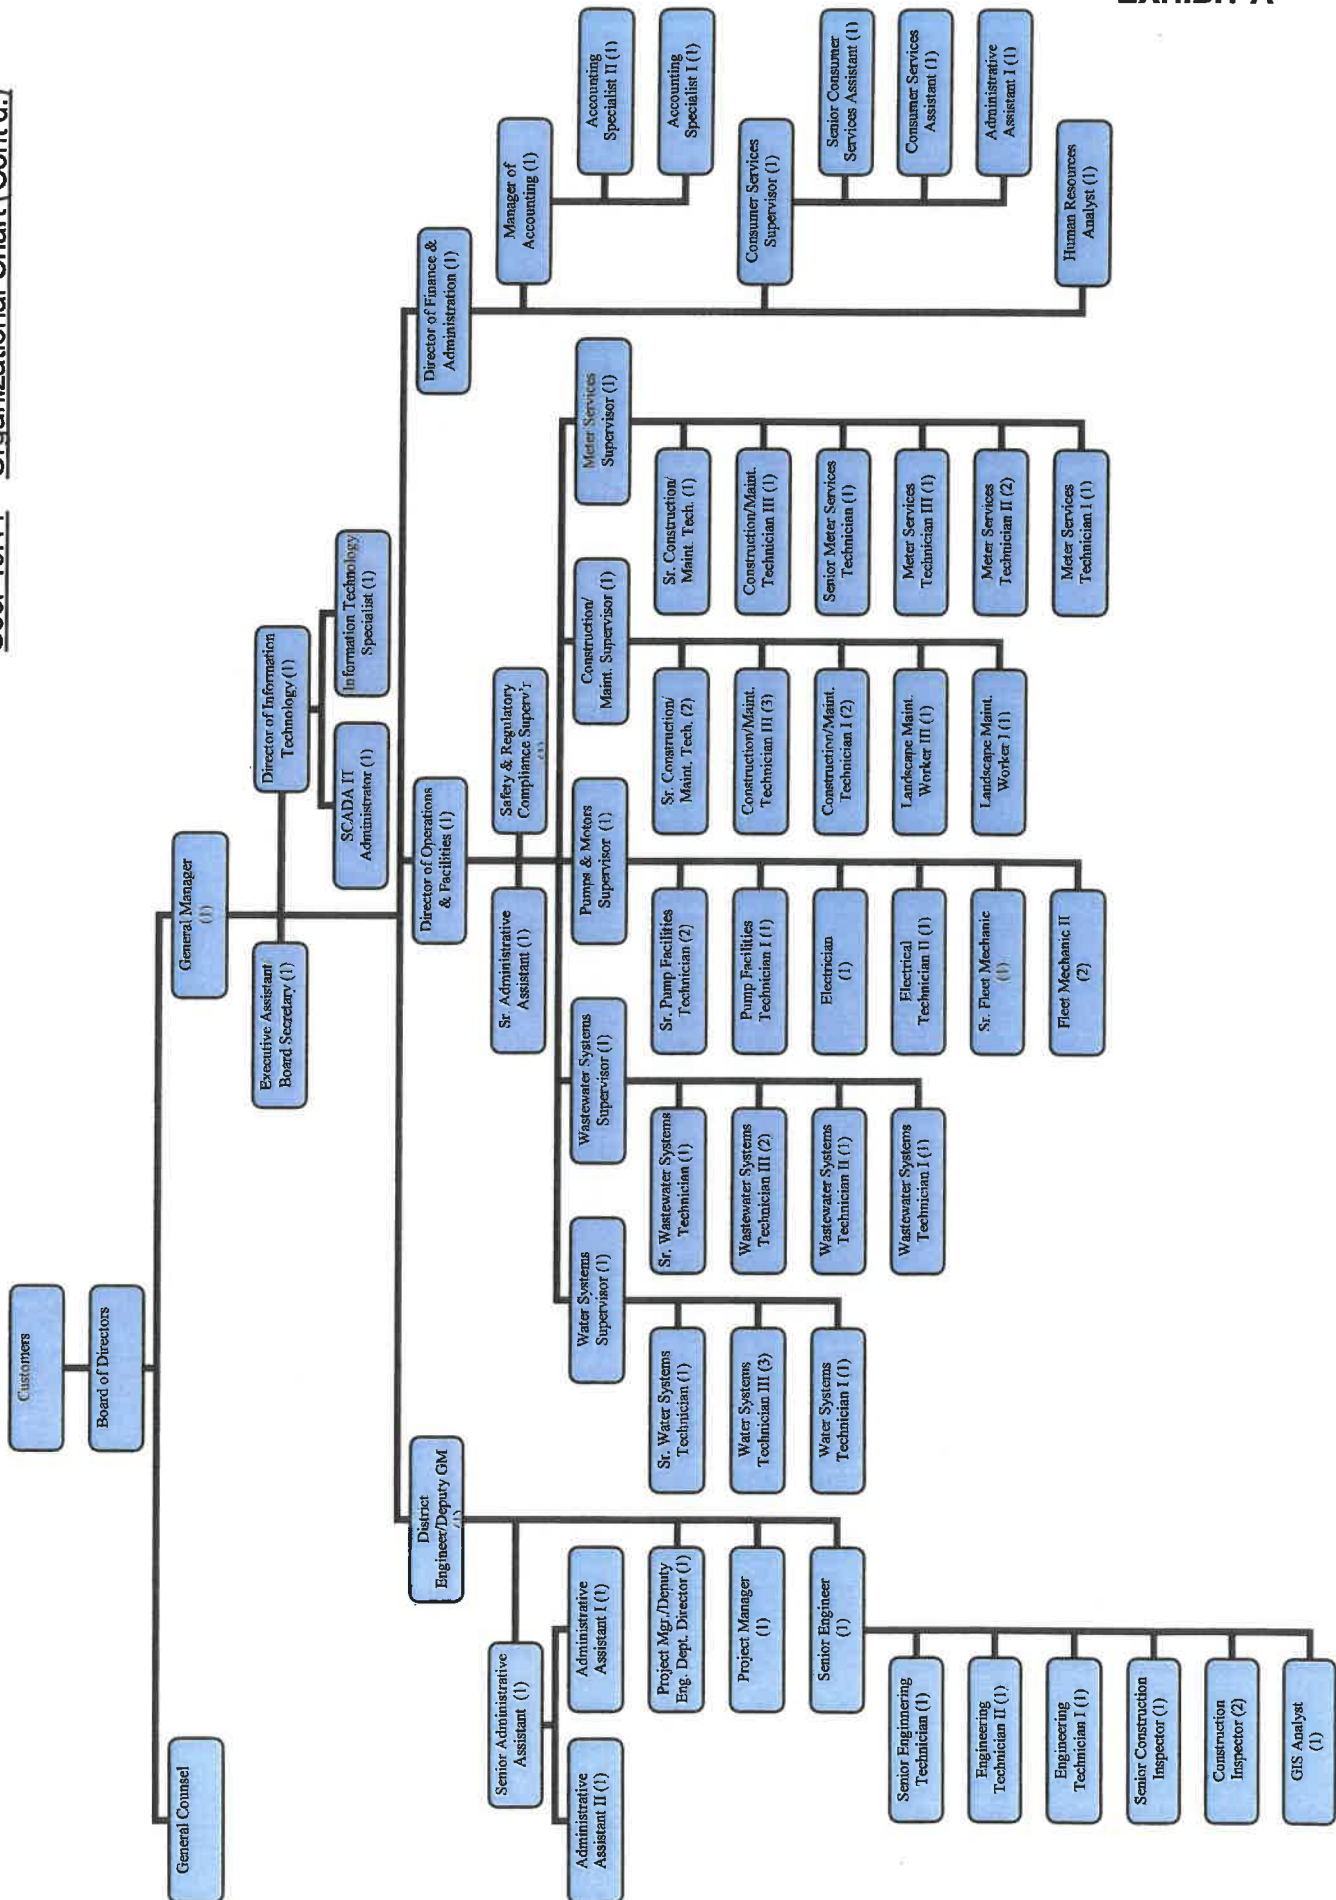 EXHIBIT A
Organizational Chart (Cont'd.)
Customers
Board of Directors
General Counsel
General Manager
(1)
Executive Assistant
Board Secretary (1)
Director of Information
Technology (1)
SCADA IT
Administrator (1)
Information Technology
Specialist (1)
District
Engineer/Deputy GM
(1)
Director of Operations
& Facilities (1)
Director of Finance &
Administration (1)
Senior Administrative
Assistant (1)
Administrative
Assistant II (1)
Administrative
Assistant I (1)
Project Mgr./Deputy
Eng. Dept. Director (1)
Project Manager
(1)
Senior Engineer
(1)
Senior Enginnering
Technician (1)
Engineering
Technician II (1)
Engineering
Technician I (1)
Senior Construction
Inspector (1)
Construction
Inspector (2)
GIS Analyst
(1)
Sr. Administrative
Assistant (1)
Safety & Regulatory
Compliance Superv'r
(1)
Water Systems
Supervisor (1)
Sr. Water Systems
Technician (1)
Water Systems
Technician III (3)
Water Systems
Technician I (1)
Wastewater Systems
Supervisor (1)
Sr. Wastewater Systems
Technician (1)
Wastewater Systems
Technician III (2)
Wastewater Systems
Technician II (1)
Wastewater Systems
Technician I (1)
Pumps & Motors
Supervisor (1)
Sr. Pump Facilities
Technician (2)
Pump Facilities
Technician I (1)
Electrician
(1)
Electrical
Technician II (1)
Sr. Fleet Mechanic
(1)
Fleet Mechanic II
(2)
Construction/
Maint. Supervisor (1)
Sr. Construction/
Maint. Tech. (2)
Construction/Maint.
Technician III (3)
Construction/Maint.
Technician I (2)
Landscape Maint.
Worker III (1)
Landscape Maint.
Worker I (1)
Meter Services
Supervisor (1)
Sr. Construction/
Maint. Tech. (1)
Construction/Maint.
Technician III (1)
Senior Meter Services
Technician (1)
Meter Services
Technician III (1)
Meter Services
Technician II (2)
Meter Services
Technician I (1)
Manager of
Accounting (1)
Accounting
Specialist II (1)
Accounting
Specialist I (1)
Consumer Services
Supervisor (1)
Senior Consumer
Services Assistant (1)
Consumer Services
Assistant (1)
Administrative
Assistant I (1)
Human Resources
Analyst (1)